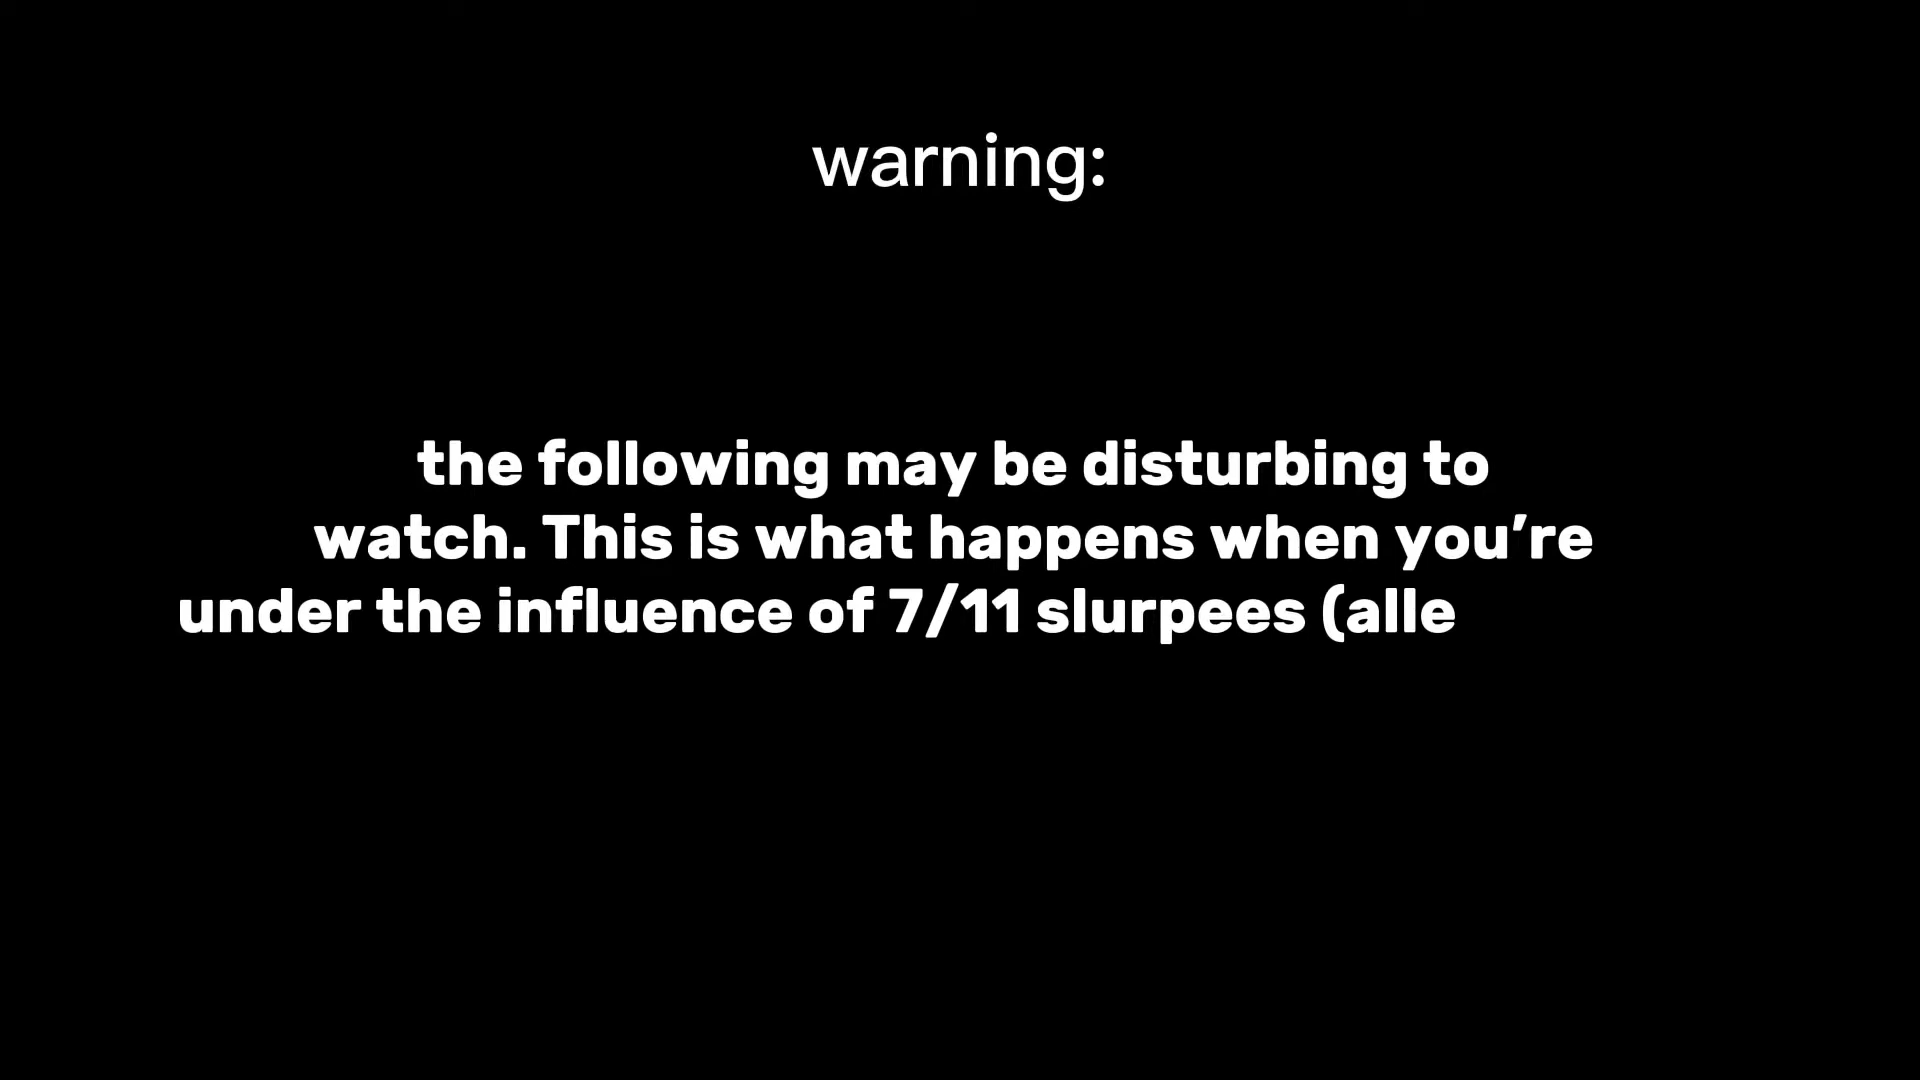 warning:
the following may be disturbing to
watch. This is what happens when you’re
under the influence of 7/11 slurpees (alle